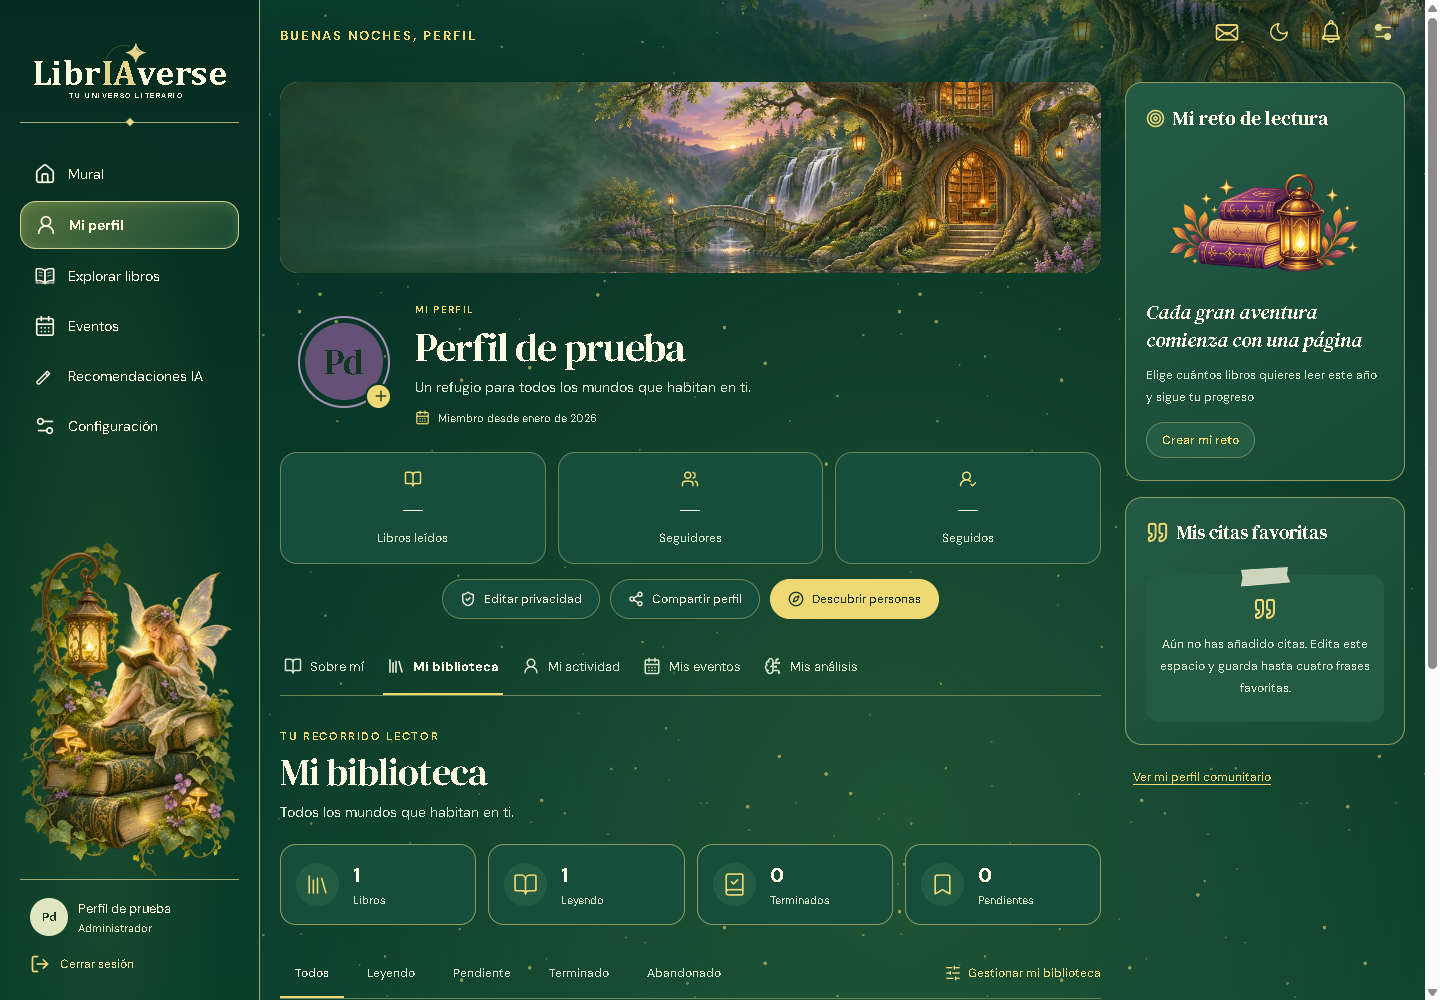 LibrIAverse
TU UNIVERSO LITERARIO
Mural
Mi perfil
Explorar libros
Eventos
Recomendaciones IA
Configuración
Pd
Perfil de prueba
Administrador
Cerrar sesión
BUENAS NOCHES, PERFIL
Pd
MI PERFIL
Perfil de prueba
Un refugio para todos los mundos que habitan en ti.
Miembro desde enero de 2026
—
Libros leídos
—
Seguidores
—
Seguidos
Editar privacidad
Compartir perfil
Descubrir personas
Sobre mí
Mi biblioteca
Mi actividad
Mis eventos
Mis análisis
TU RECORRIDO LECTOR
Mi biblioteca
Todos los mundos que habitan en ti.
1
Libros
1
Leyendo
0
Terminados
0
Pendientes
Todos
Leyendo
Pendiente
Terminado
Abandonado
Gestionar mi biblioteca
Mi reto de lectura
Cada gran aventura
comienza con una página
Elige cuántos libros quieres leer este año
y sigue tu progreso
Crear mi reto
Mis citas favoritas
Aún no has añadido citas. Edita este
espacio y guarda hasta cuatro frases
favoritas.
Ver mi perfil comunitario